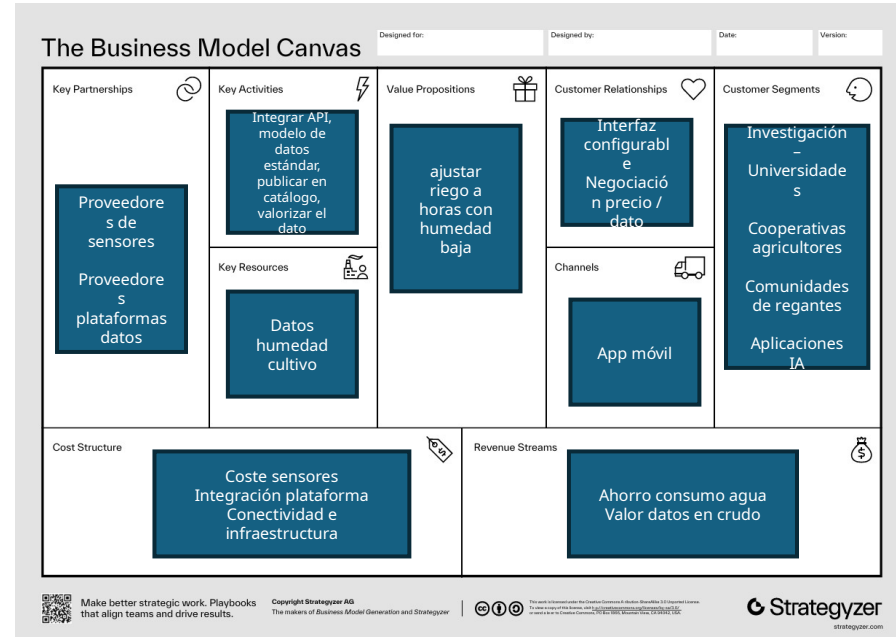 The Business Model Canvas
Designed for:
Designed by:
Date:
Version:
Key Partnerships
Proveedore
s de
sensores
Proveedore
s
plataformas
datos
Key Activities
Integrar API,
modelo de
datos
estándar,
publicar en
catálogo,
valorizar el
dato
Key Resources
Datos
humedad
cultivo
Value Propositions
ajustar
riego a
horas con
humedad
baja
Customer Relationships
Interfaz
configurabl
e
Negociació
n precio /
dato
Channels
App móvil
Customer Segments
Investigación
–
Universidade
s
Cooperativas
agricultores
Comunidades
de regantes
Aplicaciones
IA
Cost Structure
Coste sensores
Integración plataforma
Conectividad e
infraestructura
Revenue Streams
Ahorro consumo agua
Valor datos en crudo
Make better strategic work. Playbooks
that align teams and drive results.
Copyright Strategyzer AG
The makers of Business Model Generation and Strategyzer
Strategyzer
strategyzer.com